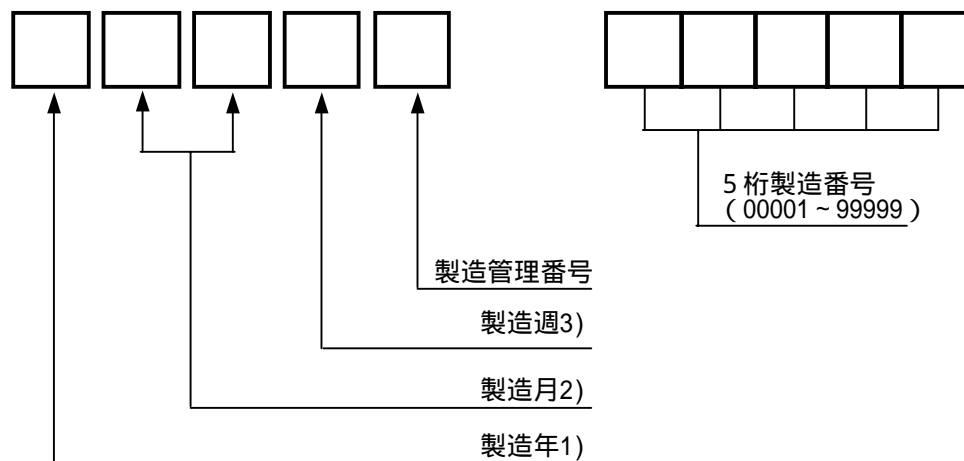 5 桁製造番号
( 00001 ~ 99999 )
製造管理番号
製造週3)
製造月2)
製造年1)